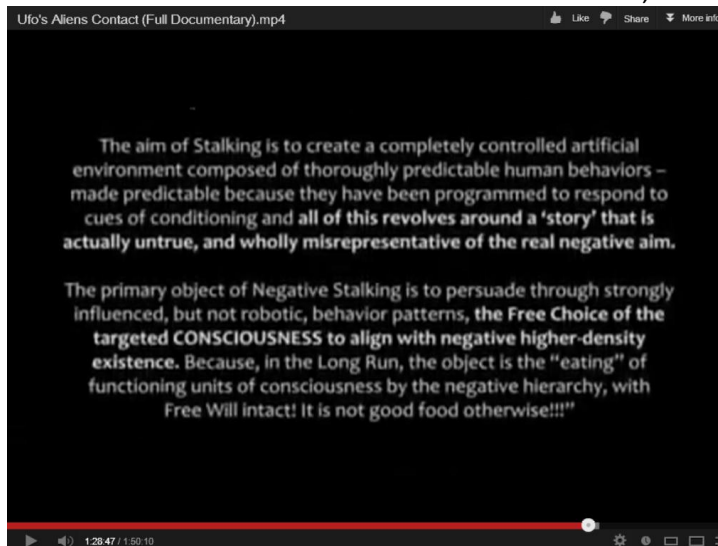 Ufo's Aliens Contact (Full Documentary).mp4
Like
Share
More info
The aim of Stalking is to create a completely controlled artificial
environment composed of thoroughly predictable human behaviors –
made predictable because they have been programmed to respond to
cues of conditioning and all of this revolves around a 'story' that is
actually untrue, and wholly misrepresentative of the real negative aim.
The primary object of Negative Stalking is to persuade through strongly
influenced, but not robotic, behavior patterns, the Free Choice of the
targeted CONSCIOUSNESS to align with negative higher-density
existence. Because, in the Long Run, the object is the "eating" of
functioning units of consciousness by the negative hierarchy, with
Free Will intact! It is not good food otherwise!!!"
1:28:47 / 1:50:10